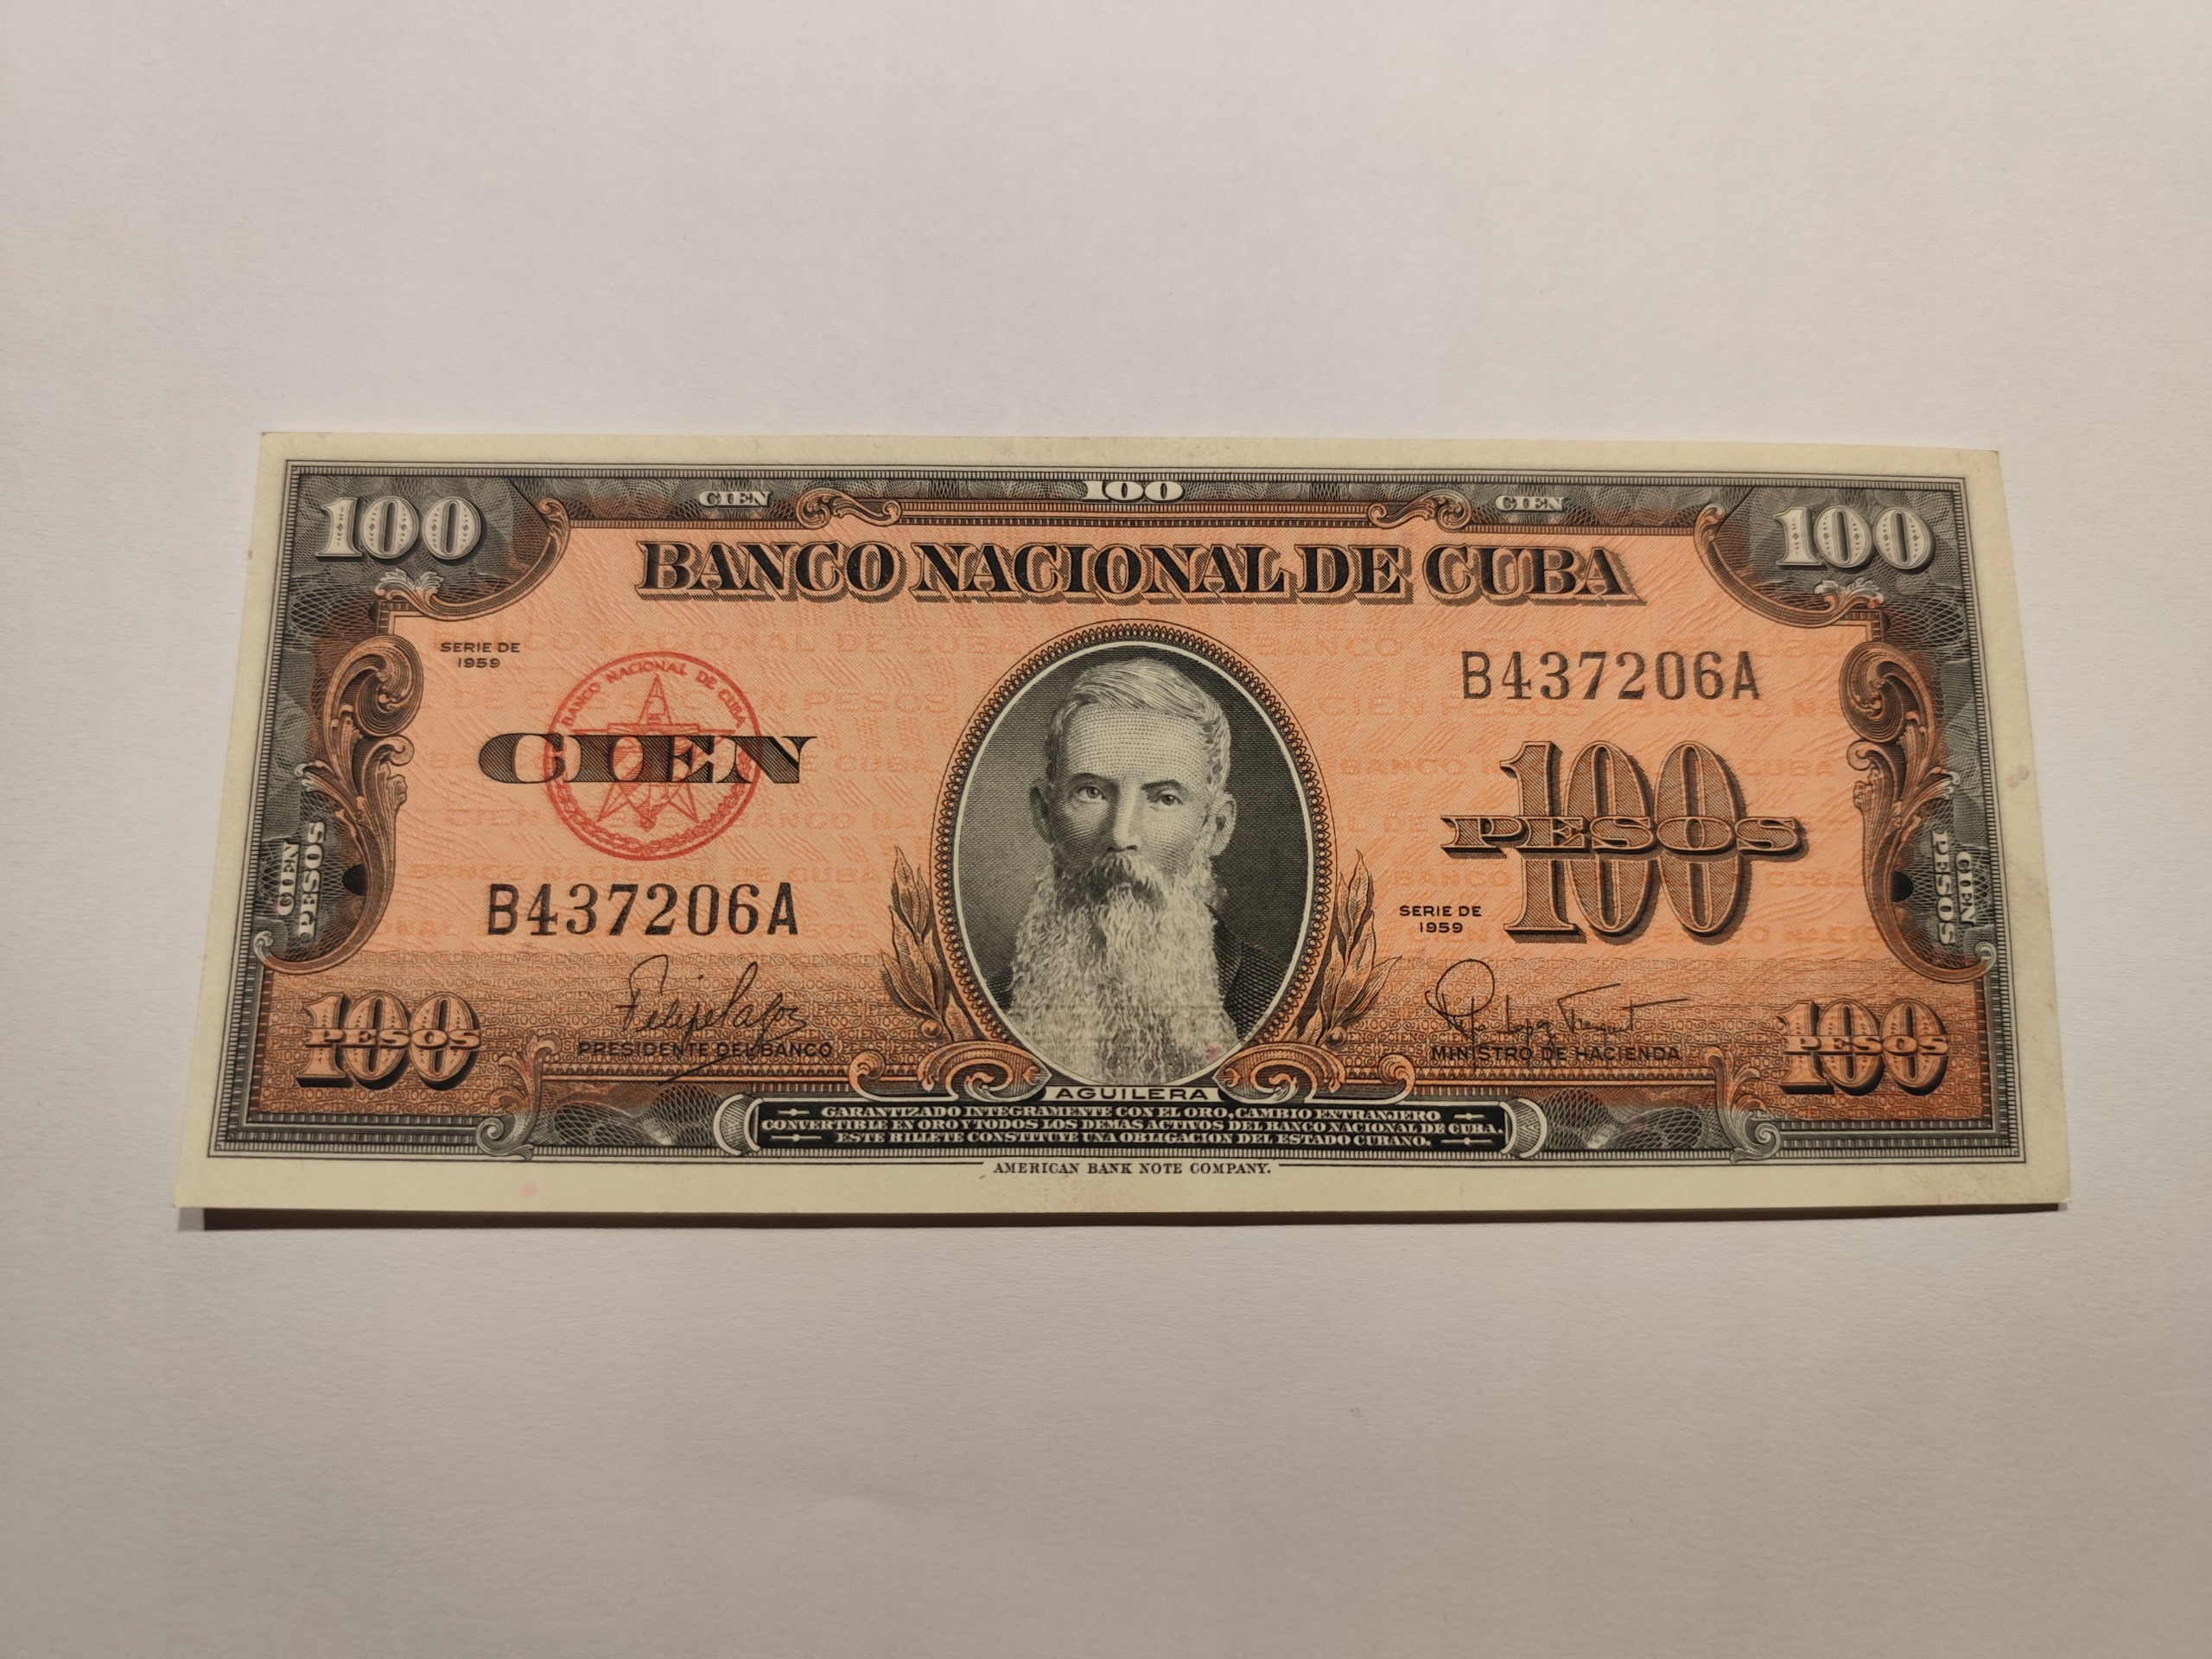 100 CIEN 100 CIEN 100
BANCO NACIONAL DE CUBA
SERIE DE
1959
BANCO NACIONAL DE CUBA
CIEN
B437206A
B437206A
100
PESOS
100
SERIE DE
1959
CIEN
PESOS
CIEN
PESOS
PRESIDENTE DEL BANCO
MINISTRO DE HACIENDA
100
PESOS
100
PESOS
AGUILERA
GARANTIZADO INTEGRAMENTE CON EL ORO, CAMBIO EXTRANJERO
CONVERTIBLE EN ORO Y TODOS LOS DEMAS ACTIVOS DEL BANCO NACIONAL DE CUBA.
ESTE BILLETE CONSTITUYE UNA OBLIGACION DEL ESTADO CUBANO.
AMERICAN BANK NOTE COMPANY.